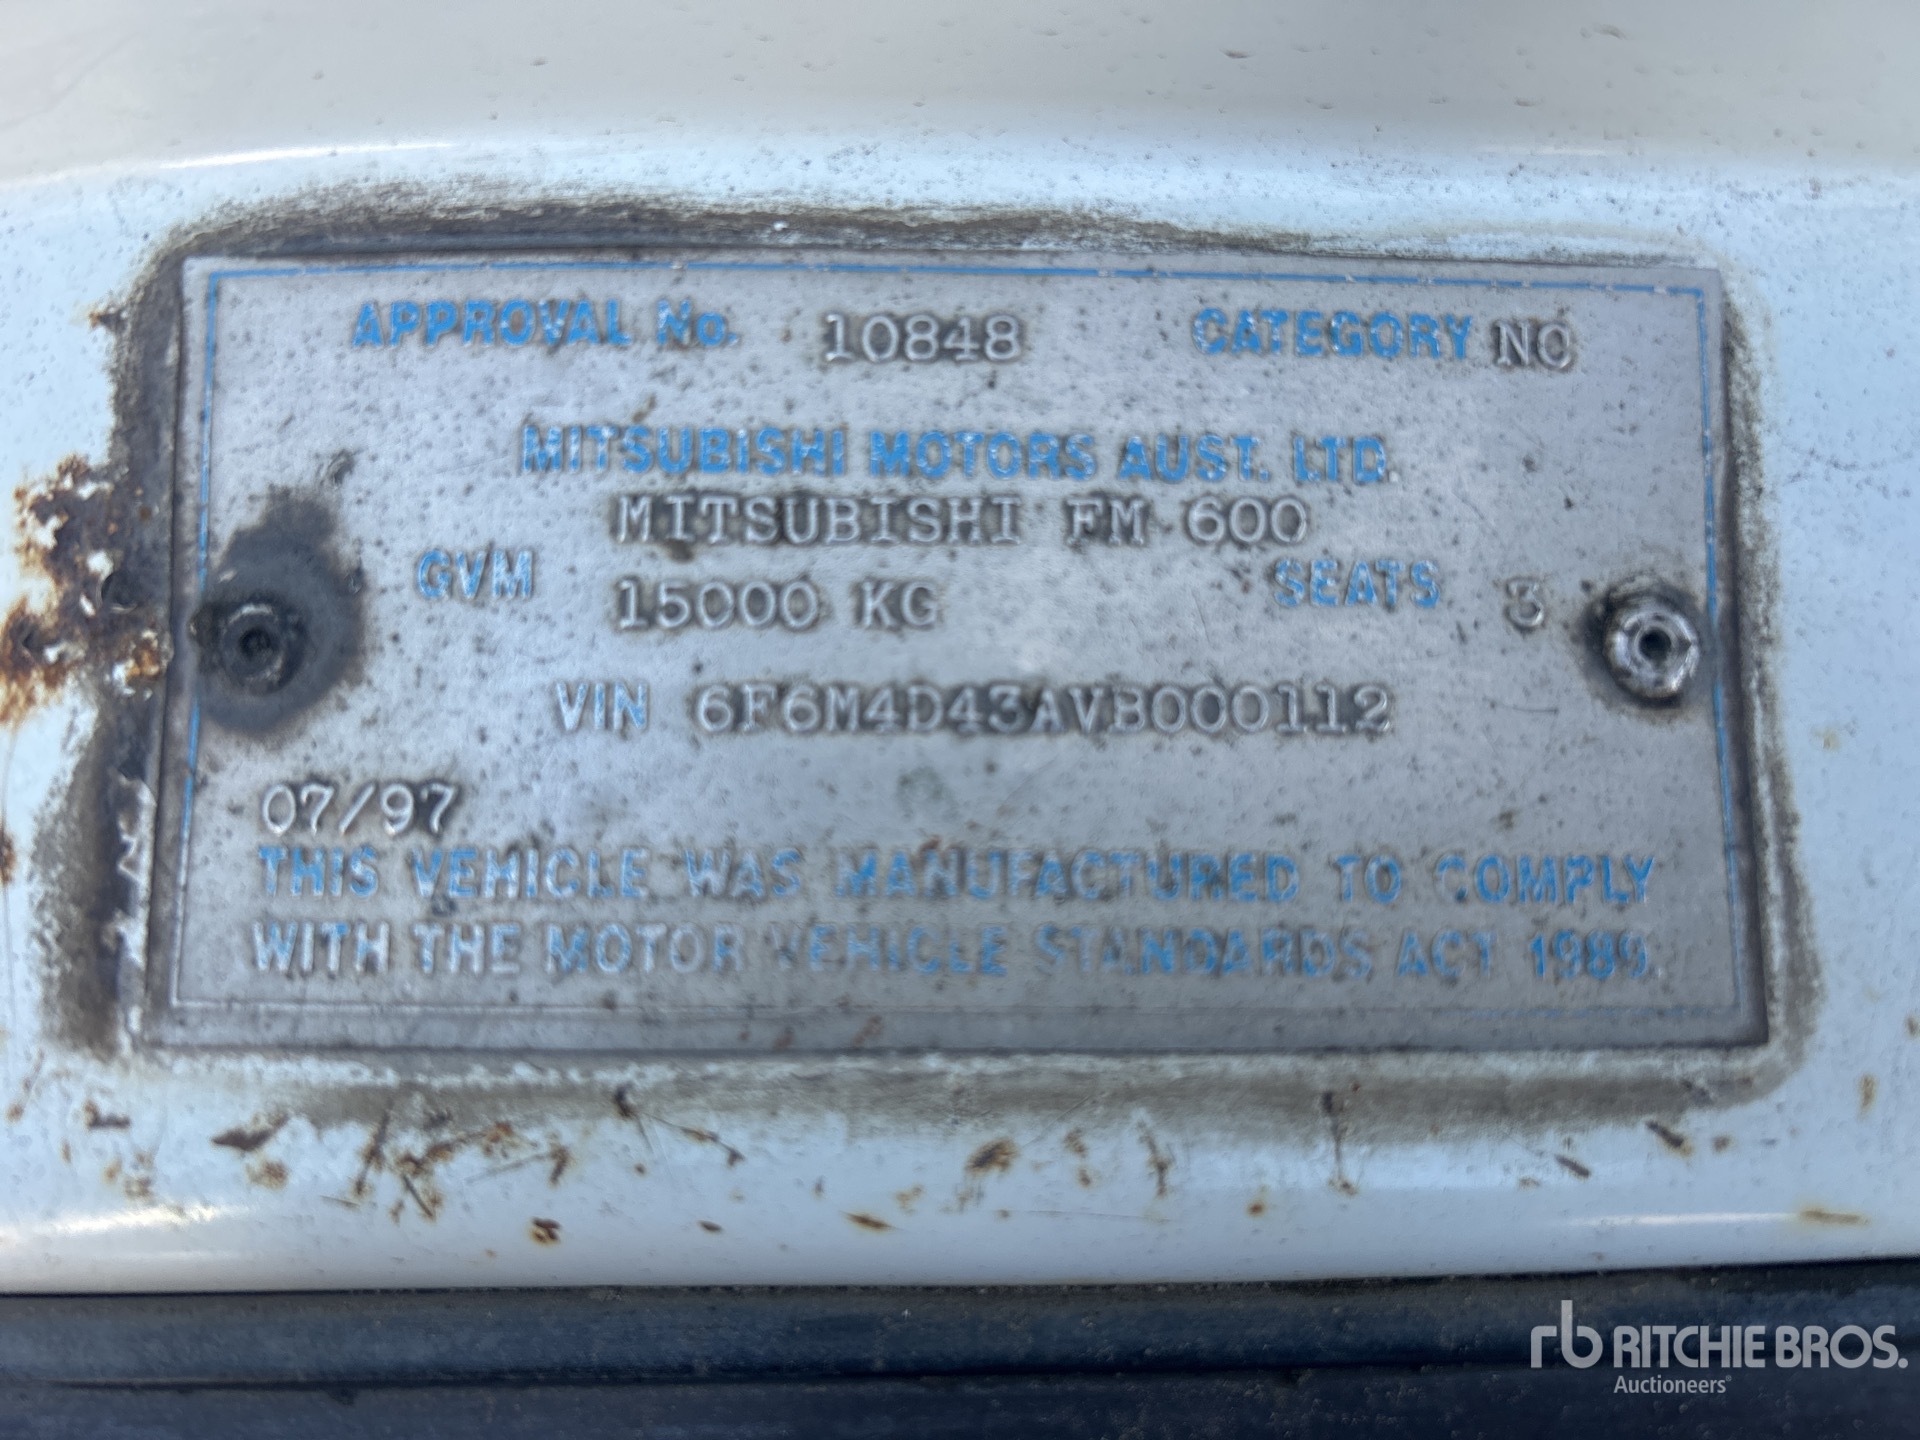 APPROVAL No. 10848 CATEGORY NC
MITSUBISHI MOTORS AUST. LTD.
MITSUBISHI FM 600
GVM 15000 KG SEATS 3
VIN 6F6M4D43AVB000112
07/97
THIS VEHICLE WAS MANUFACTURED TO COMPLY
WITH THE MOTOR VEHICLE STANDARDS ACT 1989
rb RITCHIE BROS.
Auctioneers